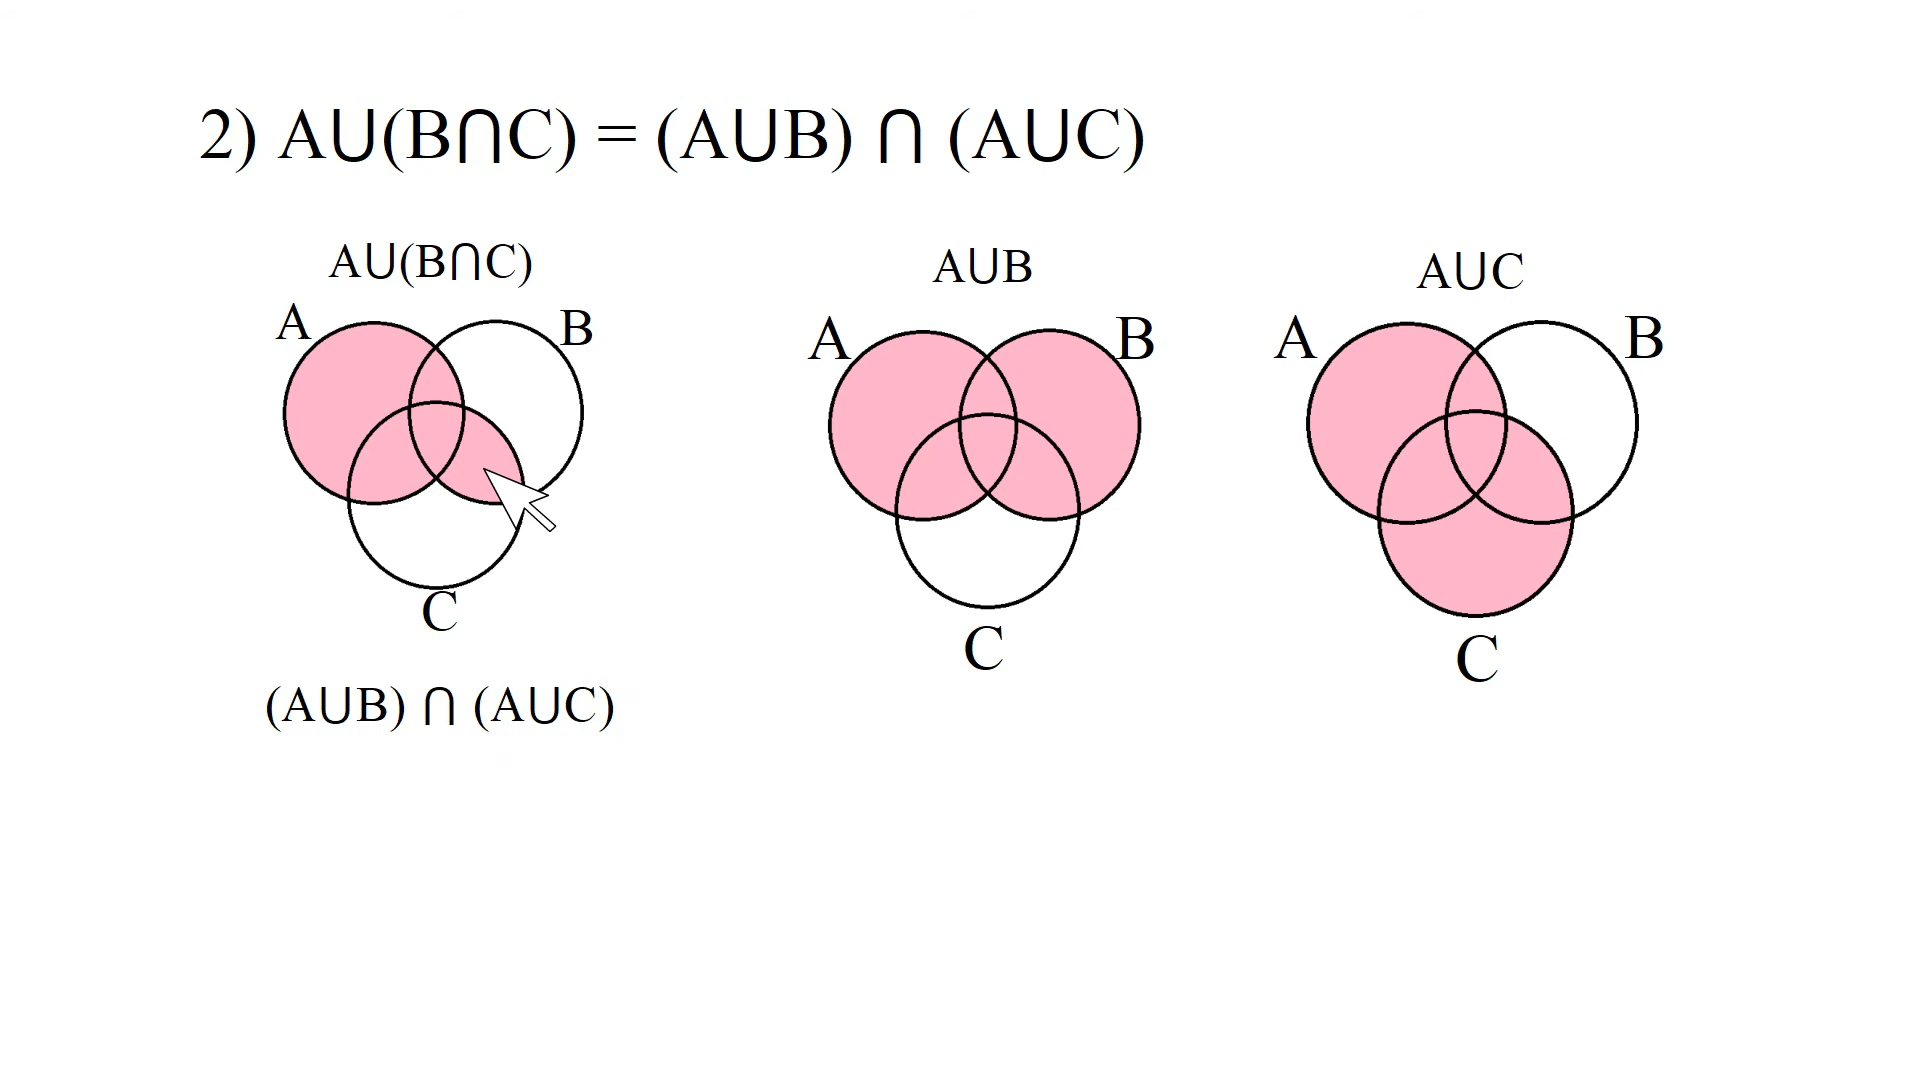 2) A∪(B∩C) = (A∪B) ∩ (A∪C)
A∪(B∩C)
A
B
C
(A∪B) ∩ (A∪C)
A∪B
A
B
C
A∪C
A
B
C